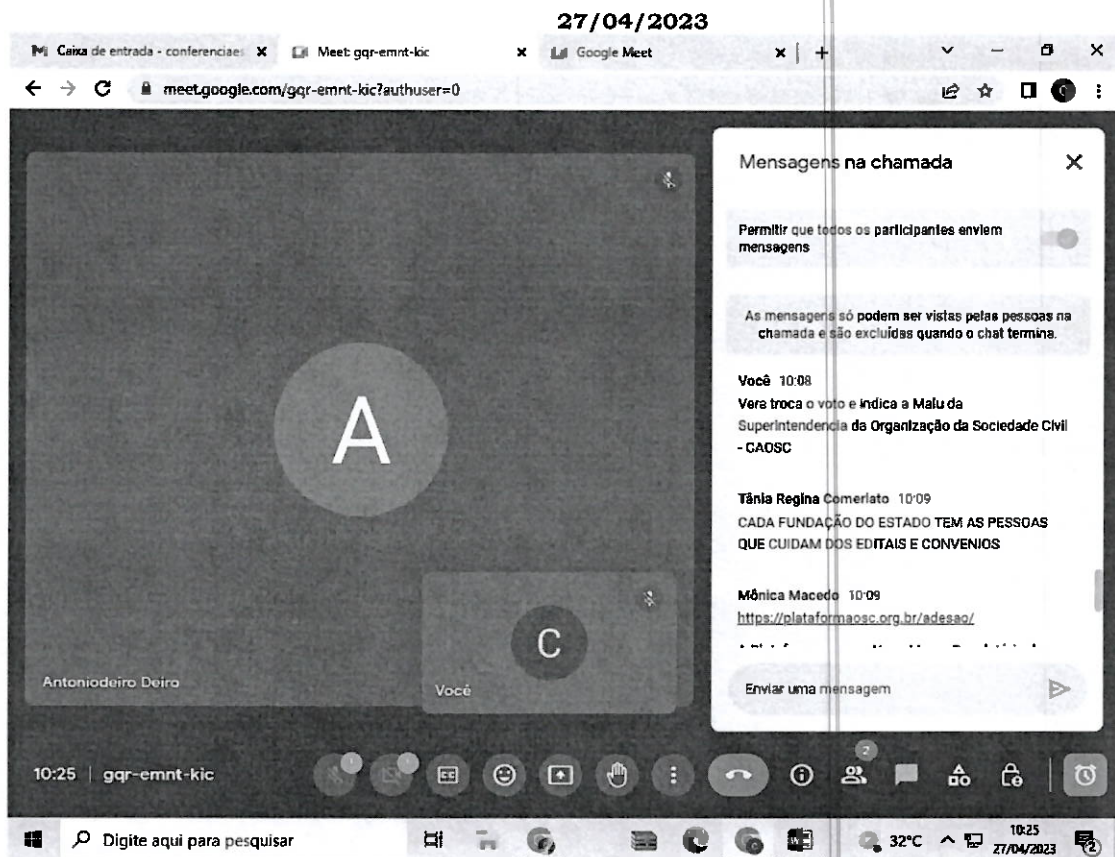 27/04/2023
Caixa de entrada - conferenciaes
Meet: gqr-emnt-kic
Google Meet
meet.google.com/gqr-emnt-kic?authuser=0
A
Antoniodeiro Deiro
C
Você
Mensagens na chamada
Permitir que todos os participantes enviem
mensagens
As mensagens só podem ser vistas pelas pessoas na
chamada e são excluídas quando o chat termina.
Você 10:08
Vera troca o voto e indica a Malu da
Superintendencia da Organização da Sociedade Civil
- CAOSC
Tânia Regina Comerlato 10:09
CADA FUNDAÇÃO DO ESTADO TEM AS PESSOAS
QUE CUIDAM DOS EDITAIS E CONVENIOS
Mônica Macedo 10:09
https://plataformaosc.org.br/adesao/
Enviar uma mensagem
10:25 | gqr-emnt-kic
2
Digite aqui para pesquisar
32°C
10:25
27/04/2023
2